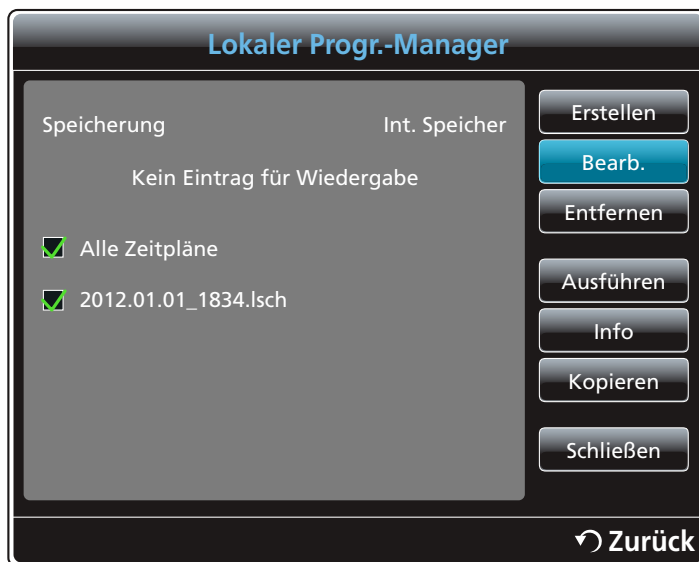 Lokaler Progr.-Manager
Speicherung Int. Speicher
Kein Eintrag für Wiedergabe
Alle Zeitpläne
2012.01.01_1834.lsch
Erstellen
Bearb.
Entfernen
Ausführen
Info
Kopieren
Schließen
Zurück